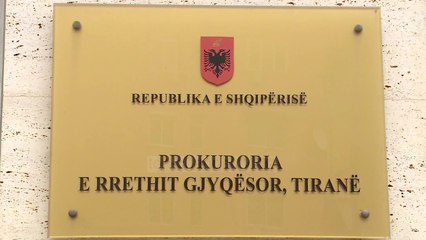 REPUBLIKA E SHQIPËRISË
PROKURORIA
E RRETHIT GJYQËSOR, TIRANË